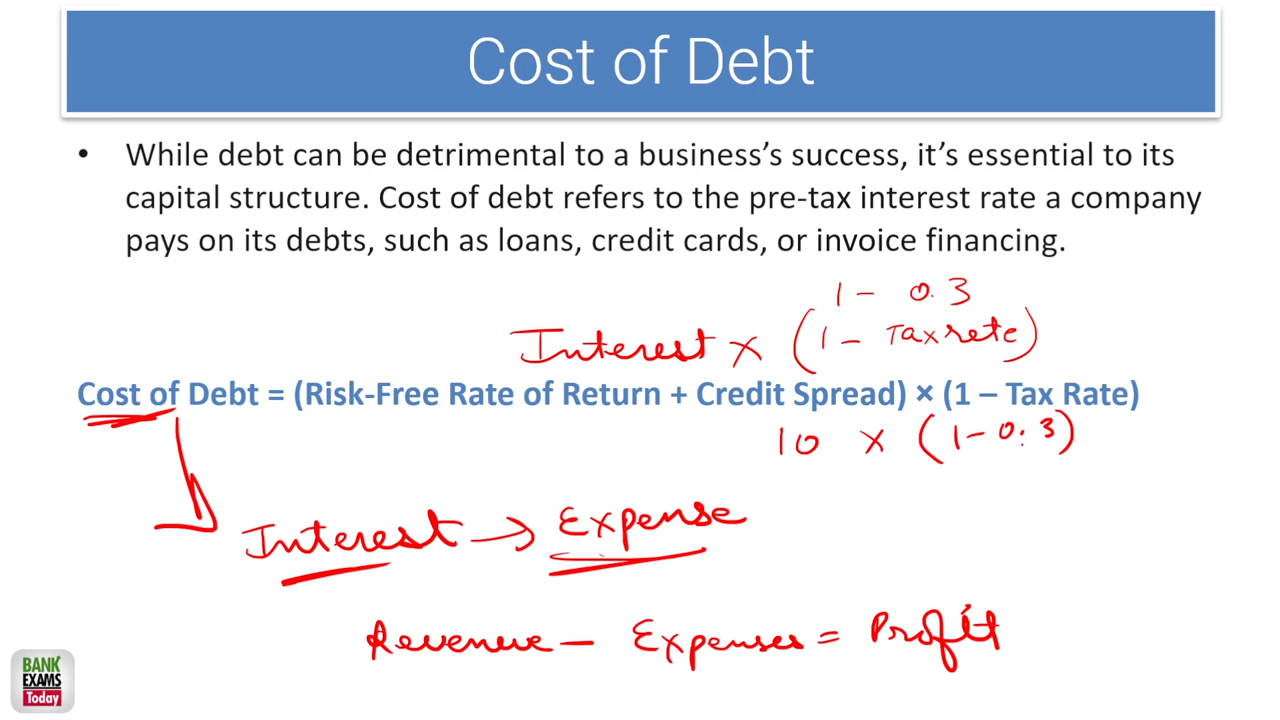 Cost of Debt
• While debt can be detrimental to a business’s success, it’s essential to its
capital structure. Cost of debt refers to the pre-tax interest rate a company
pays on its debts, such as loans, credit cards, or invoice financing.
1 - 0.3
Interest × (1 - Tax rate)
Cost of Debt = (Risk-Free Rate of Return + Credit Spread) × (1 – Tax Rate)
10 × (1 - 0.3)
Interest → Expense
Revenue - Expenses = Profit
BANK
EXAMS
Today